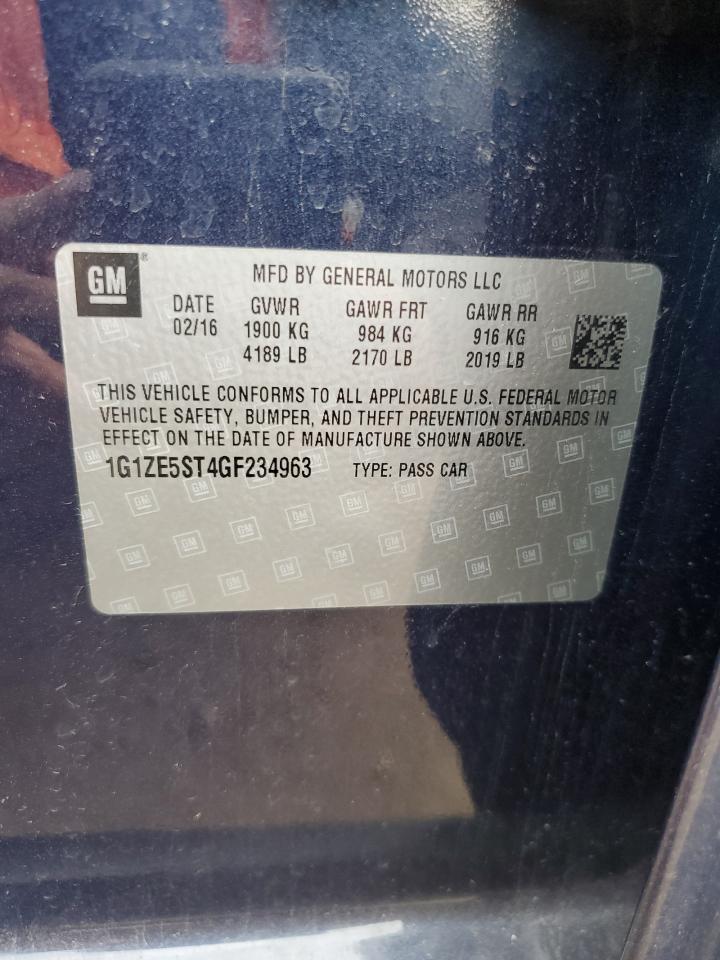 GM®
MFD BY GENERAL MOTORS LLC
DATE GVWR GAWR FRT GAWR RR
02/16 1900 KG 984 KG 916 KG
4189 LB 2170 LB 2019 LB
THIS VEHICLE CONFORMS TO ALL APPLICABLE U.S. FEDERAL MOTOR
VEHICLE SAFETY, BUMPER, AND THEFT PREVENTION STANDARDS IN
EFFECT ON THE DATE OF MANUFACTURE SHOWN ABOVE.
1G1ZE5ST4GF234963 TYPE: PASS CAR